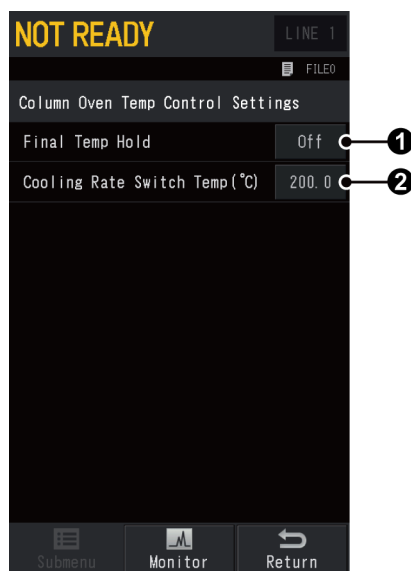 NOT READY LINE 1
FILE0
Column Oven Temp Control Settings
Final Temp Hold Off 1
Cooling Rate Switch Temp(°C) 200.0 2
Submenu Monitor Return